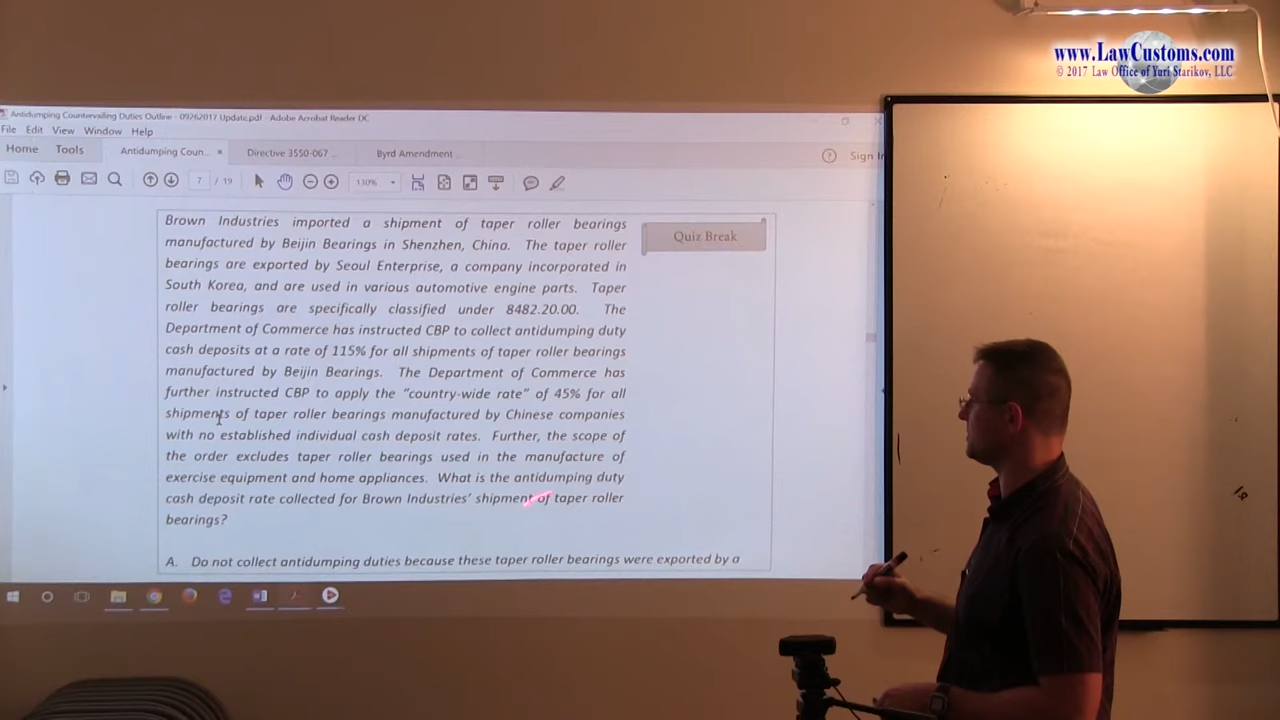 www.LawCustoms.com
© 2017 Law Office of Yuri Starikov, LLC
Antidumping Countervailing Duties Outline - 09262017 Update.pdf - Adobe Acrobat Reader DC
File Edit View Window Help
Home Tools Antidumping Coun... × Directive 3550-067 ... Byrd Amendment ... Sign In
7 / 19 130%
Quiz Break
Brown Industries imported a shipment of taper roller bearings
manufactured by Beijin Bearings in Shenzhen, China. The taper roller
bearings are exported by Seoul Enterprise, a company incorporated in
South Korea, and are used in various automotive engine parts. Taper
roller bearings are specifically classified under 8482.20.00. The
Department of Commerce has instructed CBP to collect antidumping duty
cash deposits at a rate of 115% for all shipments of taper roller bearings
manufactured by Beijin Bearings. The Department of Commerce has
further instructed CBP to apply the “country-wide rate” of 45% for all
shipments of taper roller bearings manufactured by Chinese companies
with no established individual cash deposit rates. Further, the scope of
the order excludes taper roller bearings used in the manufacture of
exercise equipment and home appliances. What is the antidumping duty
cash deposit rate collected for Brown Industries’ shipment of taper roller
bearings?
A. Do not collect antidumping duties because these taper roller bearings were exported by a